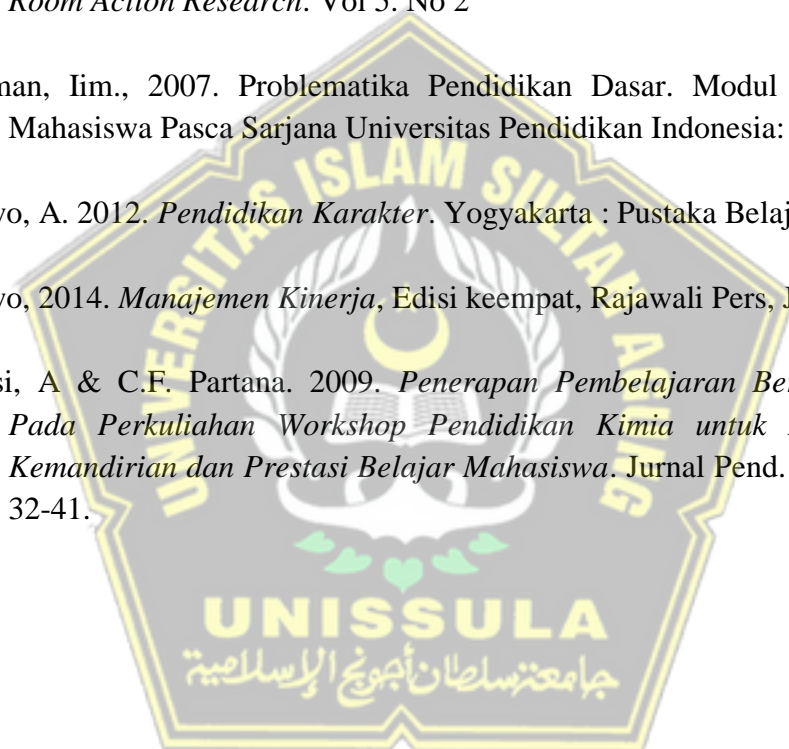 Room Action Research. Vol 5. No 2
man, Iim., 2007. Problematika Pendidikan Dasar. Modul
Mahasiswa Pasca Sarjana Universitas Pendidikan Indonesia:
vo, A. 2012. Pendidikan Karakter. Yogyakarta : Pustaka Belaj
vo, 2014. Manajemen Kinerja, Edisi keempat, Rajawali Pers, J
si, A & C.F. Partana. 2009. Penerapan Pembelajaran Ber
Pada Perkuliahan Workshop Pendidikan Kimia untuk
Kemandirian dan Prestasi Belajar Mahasiswa. Jurnal Pend.
32-41.
UNIVERSITAS ISLAM SULTAN AGUNG
UNISSULA
جامعة سلطان أجونج الإسلامية